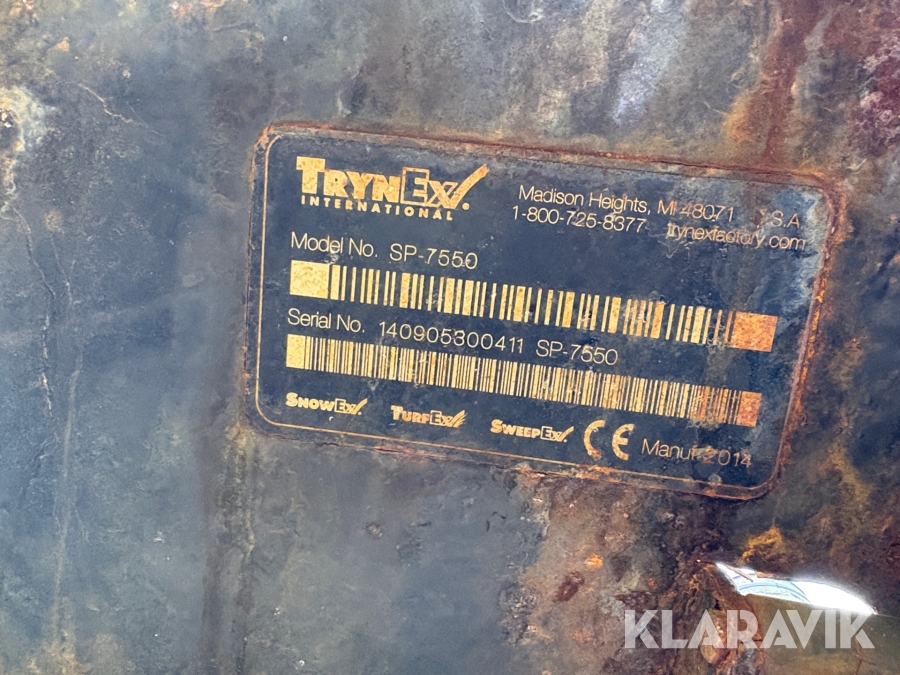 TRYNEX
INTERNATIONAL
Madison Heights, MI 48071 U.S.A
1-800-725-8377 trynexfactory.com
Model No. SP-7550
Serial No. 140905300411 SP-7550
SNOWEX TURFEX SWEEPEX CE Manuf. 2014
KLARAVIK